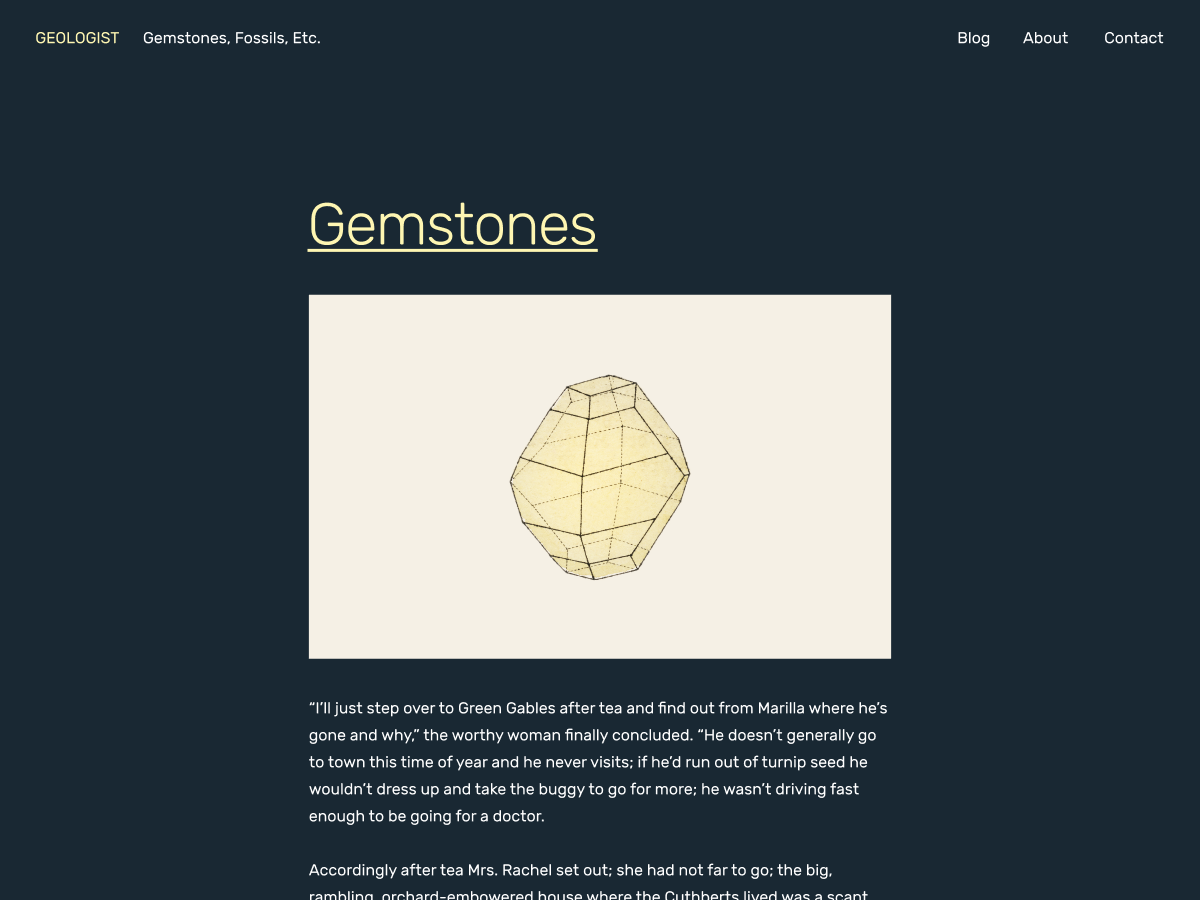 GEOLOGIST Gemstones, Fossils, Etc. Blog About Contact
Gemstones
“I’ll just step over to Green Gables after tea and find out from Marilla where he’s
gone and why,” the worthy woman finally concluded. “He doesn’t generally go
to town this time of year and he never visits; if he’d run out of turnip seed he
wouldn’t dress up and take the buggy to go for more; he wasn’t driving fast
enough to be going for a doctor.
Accordingly after tea Mrs. Rachel set out; she had not far to go; the big,
rambling, orchard-embowered house where the Cuthberts lived was a scant